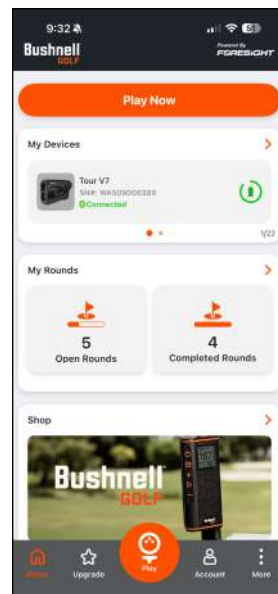 9:32
58
Bushnell
GOLF
Powered By
FORESIGHT
Play Now
My Devices
Tour V7
Connected
1/22
My Rounds
5
Open Rounds
4
Completed Rounds
Shop
Bushnell
GOLF
Home
Upgrade
Play
Account
More